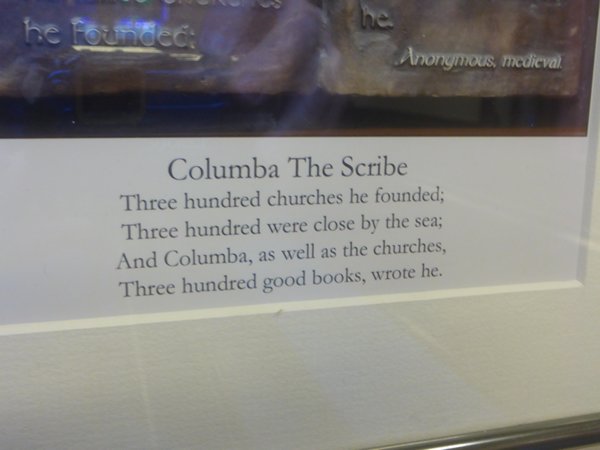 he founded;
he.
Anonymous, medieval.
Columba The Scribe
Three hundred churches he founded;
Three hundred were close by the sea;
And Columba, as well as the churches,
Three hundred good books, wrote he.